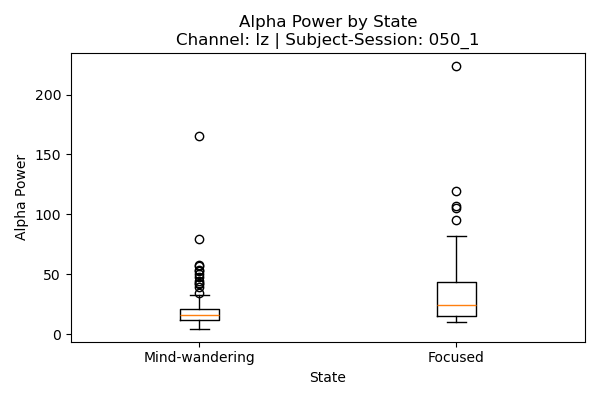 Alpha Power by State
Channel: Iz | Subject-Session: 050_1
Alpha Power
200
150
100
50
0
Mind-wandering
Focused
State